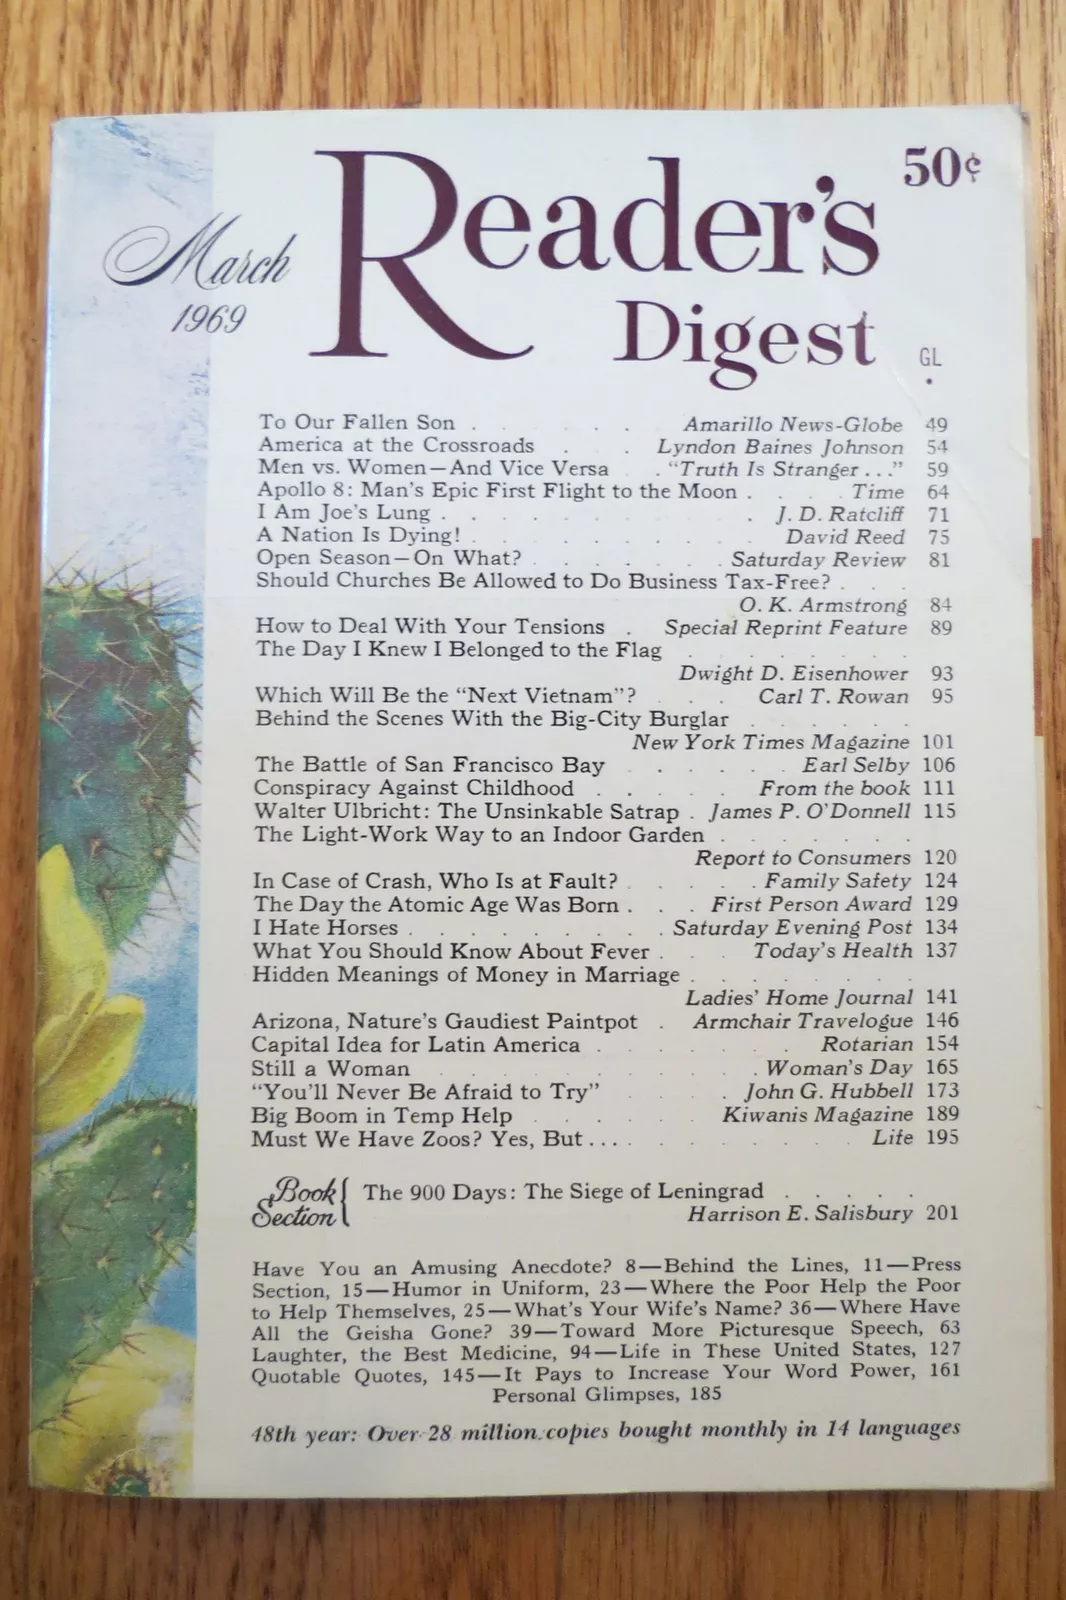 March
1969
Reader's
Digest
50¢
GL
To Our Fallen Son . . . . . Amarillo News-Globe 49
America at the Crossroads . . . Lyndon Baines Johnson 54
Men vs. Women—And Vice Versa . "Truth Is Stranger . . ." 59
Apollo 8: Man's Epic First Flight to the Moon . . . . Time 64
I Am Joe's Lung . . . . . . . . . . J. D. Ratcliff 71
A Nation Is Dying! . . . . . . . . . . David Reed 75
Open Season—On What? . . . . . . . Saturday Review 81
Should Churches Be Allowed to Do Business Tax-Free? . . .
O. K. Armstrong 84
How to Deal With Your Tensions . Special Reprint Feature 89
The Day I Knew I Belonged to the Flag . . . . . . .
Dwight D. Eisenhower 93
Which Will Be the "Next Vietnam"? . . . Carl T. Rowan 95
Behind the Scenes With the Big-City Burglar . . . . .
New York Times Magazine 101
The Battle of San Francisco Bay . . . . . . Earl Selby 106
Conspiracy Against Childhood . . . . . From the book 111
Walter Ulbricht: The Unsinkable Satrap . James P. O'Donnell 115
The Light-Work Way to an Indoor Garden . . . . . .
Report to Consumers 120
In Case of Crash, Who Is at Fault? . . . . . Family Safety 124
The Day the Atomic Age Was Born . . . First Person Award 129
I Hate Horses . . . . . . . . . Saturday Evening Post 134
What You Should Know About Fever . . . Today's Health 137
Hidden Meanings of Money in Marriage . . . . . . .
Ladies' Home Journal 141
Arizona, Nature's Gaudiest Paintpot . Armchair Travelogue 146
Capital Idea for Latin America . . . . . . . Rotarian 154
Still a Woman . . . . . . . . . . Woman's Day 165
"You'll Never Be Afraid to Try" . . . . John G. Hubbell 173
Big Boom in Temp Help . . . . . Kiwanis Magazine 189
Must We Have Zoos? Yes, But . . . . . . . . . . Life 195
Book Section { The 900 Days: The Siege of Leningrad . . . . .
Harrison E. Salisbury 201
Have You an Amusing Anecdote? 8—Behind the Lines, 11—Press
Section, 15—Humor in Uniform, 23—Where the Poor Help the Poor
to Help Themselves, 25—What's Your Wife's Name? 36—Where Have
All the Geisha Gone? 39—Toward More Picturesque Speech, 63
Laughter, the Best Medicine, 94—Life in These United States, 127
Quotable Quotes, 145—It Pays to Increase Your Word Power, 161
Personal Glimpses, 185
48th year: Over 28 million copies bought monthly in 14 languages